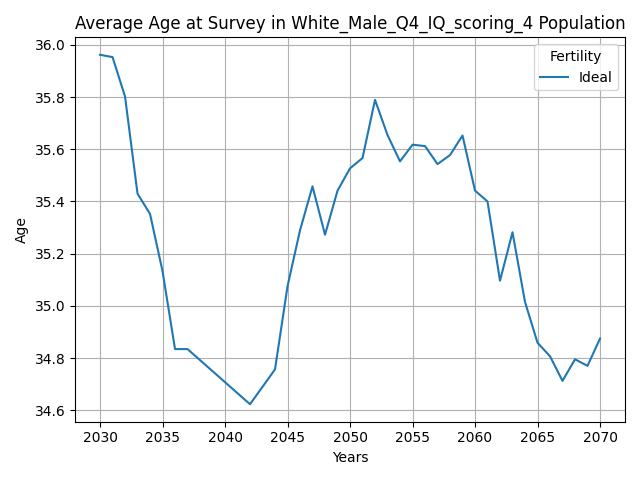 Average Age at Survey in White_Male_Q4_IQ_scoring_4 Population
Fertility
Ideal
36.0
35.8
35.6
35.4
35.2
35.0
34.8
34.6
Age
2030 2035 2040 2045 2050 2055 2060 2065 2070
Years